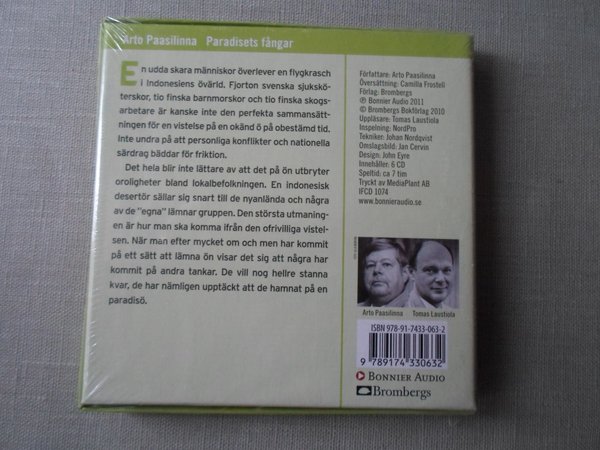 Arto Paasilinna Paradisets fångar
En udda skara människor överlever en flygkrasch
i Indonesiens övärld. Fjorton svenska sjuksköt-
erskor, tio finska barnmorskor och tio finska skogs-
arbetare är kanske inte den perfekta sammansätt-
ningen för en vistelse på en okänd ö på obestämd tid.
Inte undra på att personliga konflikter och nationella
särdrag bäddar för friktion.
Det hela blir inte lättare av att det på ön utbryter
oroligheter bland lokalbefolkningen. En indonesisk
desertör sällar sig snart till de nyanlända och några
av de "egna" lämnar gruppen. Den största utmaning-
en är hur man ska komma ifrån den ofrivilliga vistel-
sen. När man efter mycket om och men har kommit
på ett sätt att lämna ön visar det sig att några har
kommit på andra tankar. De vill nog hellre stanna
kvar, de har nämligen upptäckt att de hamnat på en
paradisö.
Författare: Arto Paasilinna
Översättning: Camilla Frostell
Förlag: Brombergs
℗ Bonnier Audio 2011
© Brombergs Bokförlag 2010
Uppläsare: Tomas Laustiola
Inspelning: NordPro
Tekniker: Johan Nordqvist
Omslagsbild: Jan Cervin
Design: John Eyre
Innehåller: 6 CD
Speltid: ca 7 tim
Tryckt av MediaPlant AB
IFCD 1074
www.bonnieraudio.se
Arto Paasilinna Tomas Laustiola
ISBN 978-91-7433-063-2
9 789174 330632
BONNIER AUDIO
Brombergs